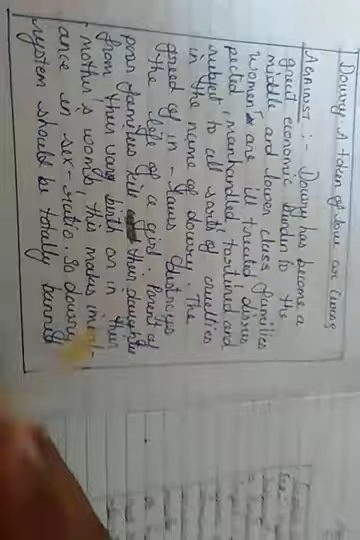 Dowry A token of love or curse
Against :- Dowry has become a
great economic burden to the
middle and lower class families
women are ill treated, disres
pected, manhandled, tortured and
subject to all sorts of cruelties
in the name of dowry. The
greed of in-laws destroys
the life of a girl. Parent of
poor families kill their daughter
from their very birth or in their
mother's womb, this makes imbal-
ance in sex-ratio. So dowry
system should be totally banned